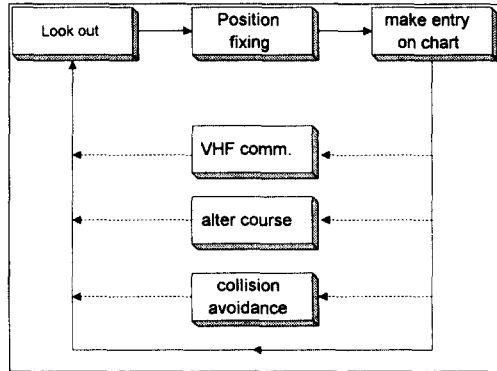 Look out
Position
fixing
make entry
on chart
VHF comm.
alter course
collision
avoidance